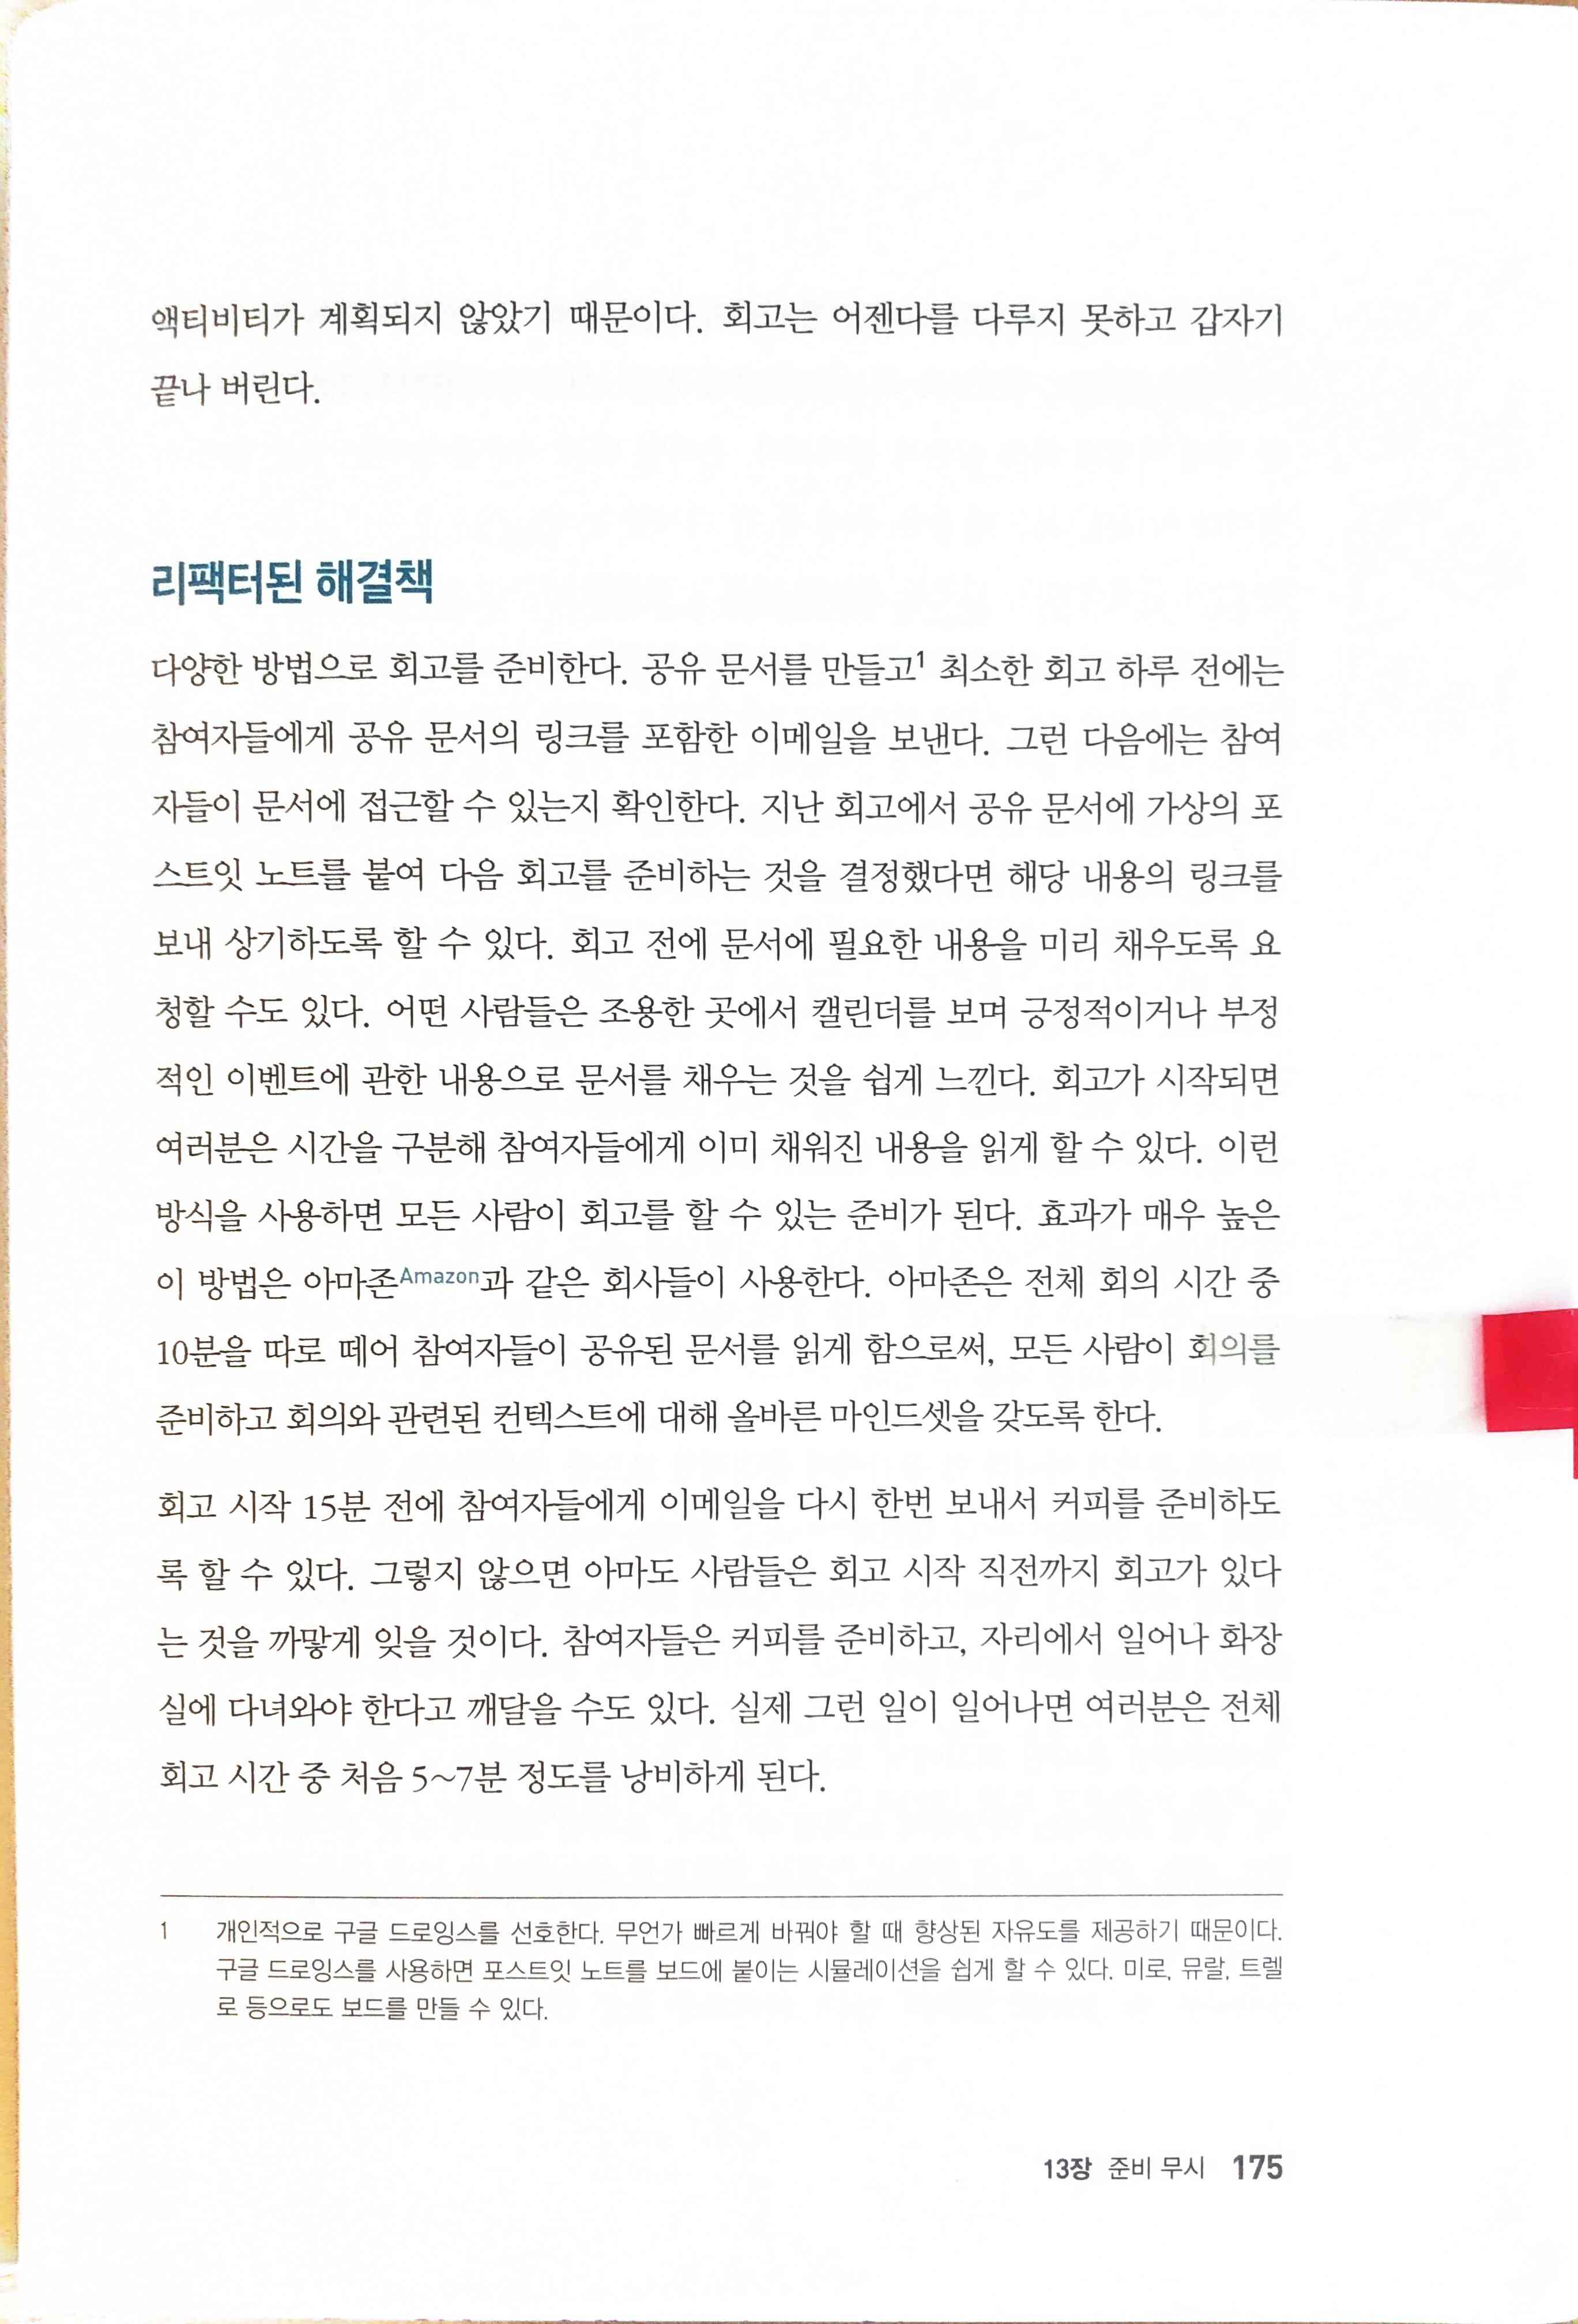 액티비티가 계획되지 않았기 때문이다. 회고는 어젠다를 다루지 못하고 갑자기
끝나 버린다.
리팩터된 해결책
다양한 방법으로 회고를 준비한다. 공유 문서를 만들고1 최소한 회고 하루 전에는
참여자들에게 공유 문서의 링크를 포함한 이메일을 보낸다. 그런 다음에는 참여
자들이 문서에 접근할 수 있는지 확인한다. 지난 회고에서 공유 문서에 가상의 포
스트잇 노트를 붙여 다음 회고를 준비하는 것을 결정했다면 해당 내용의 링크를
보내 상기하도록 할 수 있다. 회고 전에 문서에 필요한 내용을 미리 채우도록 요
청할 수도 있다. 어떤 사람들은 조용한 곳에서 캘린더를 보며 긍정적이거나 부정
적인 이벤트에 관한 내용으로 문서를 채우는 것을 쉽게 느낀다. 회고가 시작되면
여러분은 시간을 구분해 참여자들에게 이미 채워진 내용을 읽게 할 수 있다. 이런
방식을 사용하면 모든 사람이 회고를 할 수 있는 준비가 된다. 효과가 매우 높은
이 방법은 아마존Amazon과 같은 회사들이 사용한다. 아마존은 전체 회의 시간 중
10분을 따로 떼어 참여자들이 공유된 문서를 읽게 함으로써, 모든 사람이 회의를
준비하고 회의와 관련된 컨텍스트에 대해 올바른 마인드셋을 갖도록 한다.
회고 시작 15분 전에 참여자들에게 이메일을 다시 한번 보내서 커피를 준비하도
록 할 수 있다. 그렇지 않으면 아마도 사람들은 회고 시작 직전까지 회고가 있다
는 것을 까맣게 잊을 것이다. 참여자들은 커피를 준비하고, 자리에서 일어나 화장
실에 다녀와야 한다고 깨달을 수도 있다. 실제 그런 일이 일어나면 여러분은 전체
회고 시간 중 처음 5~7분 정도를 낭비하게 된다.
1 개인적으로 구글 드로잉스를 선호한다. 무언가 빠르게 바꿔야 할 때 향상된 자유도를 제공하기 때문이다.
구글 드로잉스를 사용하면 포스트잇 노트를 보드에 붙이는 시뮬레이션을 쉽게 할 수 있다. 미로, 뮤랄, 트렐
로 등으로도 보드를 만들 수 있다.
13장 준비 무시 175